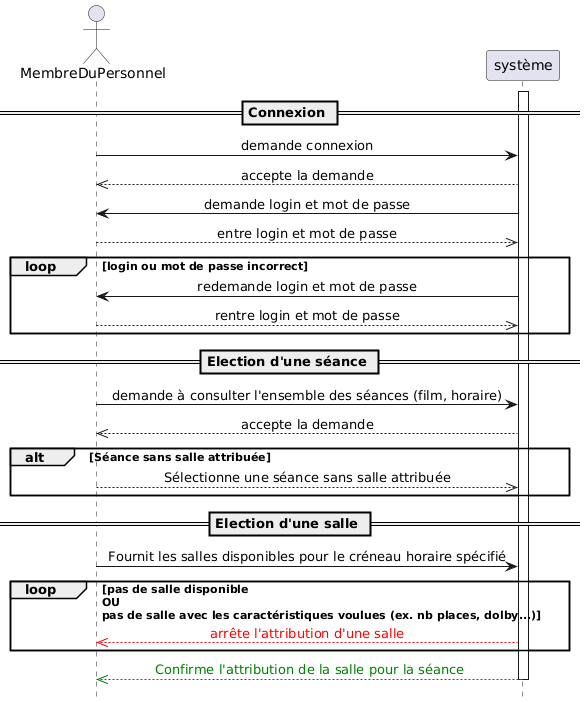 MembreDuPersonnel
système
Connexion
demande connexion
accepte la demande
demande login et mot de passe
entre login et mot de passe
loop [login ou mot de passe incorrect]
redemande login et mot de passe
rentre login et mot de passe
Election d'une séance
demande à consulter l'ensemble des séances (film, horaire)
accepte la demande
alt [Séance sans salle attribuée]
Sélectionne une séance sans salle attribuée
Election d'une salle
Fournit les salles disponibles pour le créneau horaire spécifié
loop [pas de salle disponible
OU
pas de salle avec les caractéristiques voulues (ex. nb places, dolby...)]
arrête l'attribution d'une salle
Confirme l'attribution de la salle pour la séance